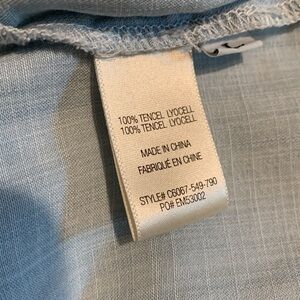 100% TENCEL LYOCELL
100% TENCEL LYOCELL
MADE IN CHINA
FABRIQUÉ EN CHINE
STYLE# C6067-549-790
PO# EM53002